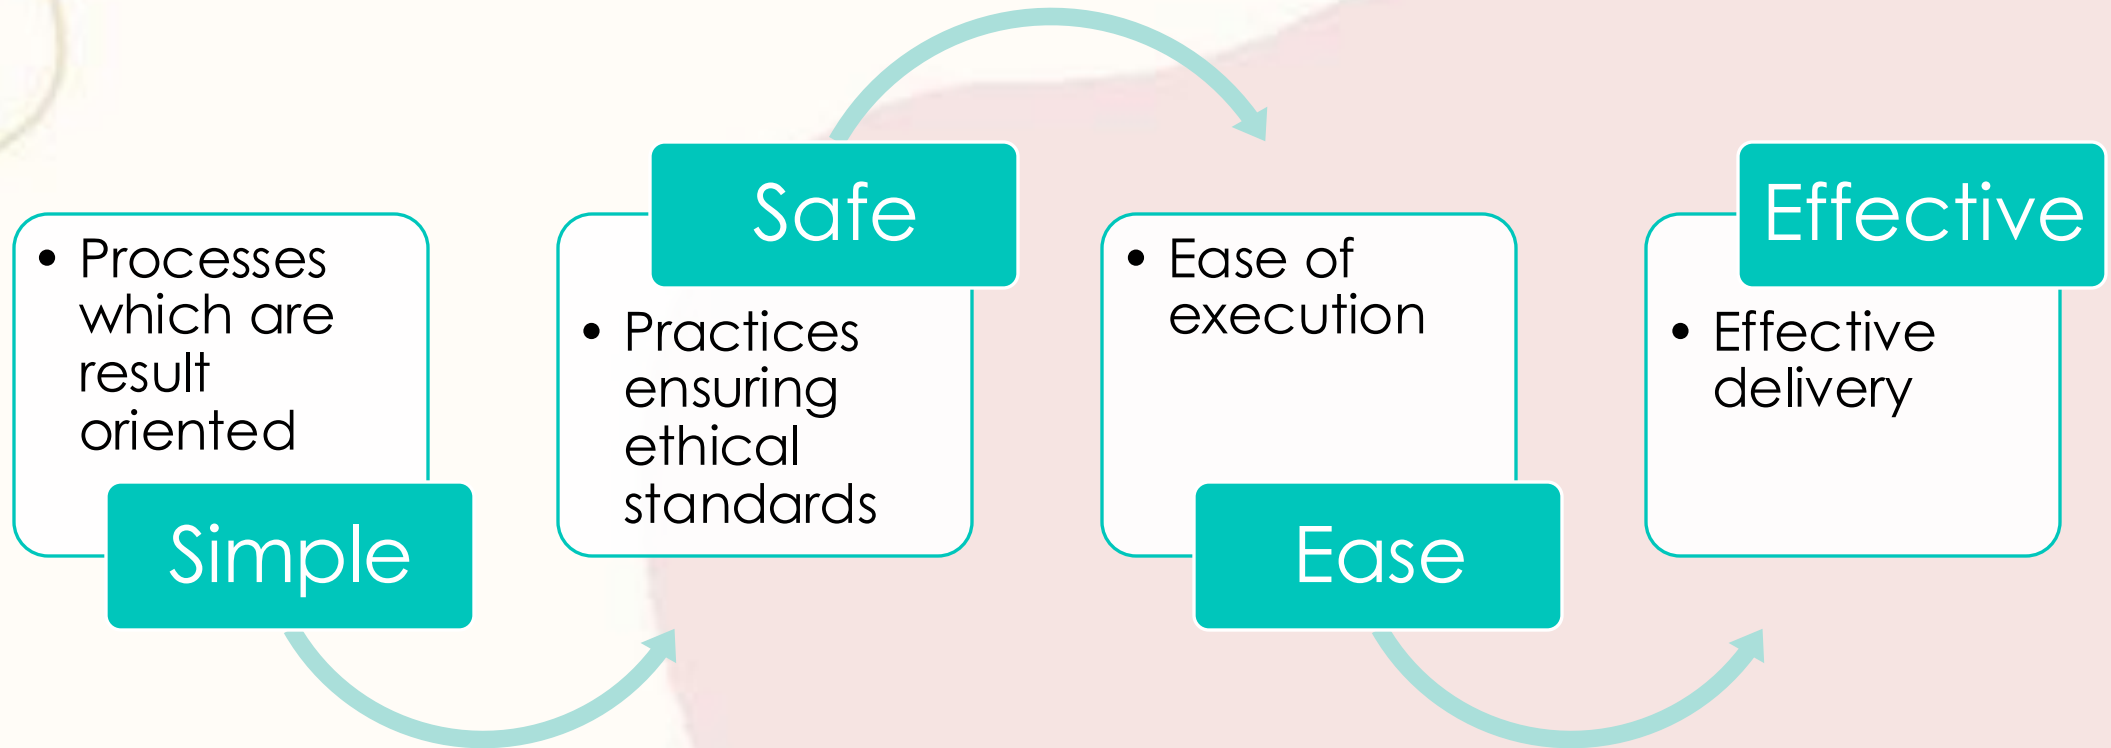 • Processes
which are
result
oriented
Simple
Safe
• Practices
ensuring
ethical
standards
• Ease of
execution
Ease
Effective
• Effective
delivery